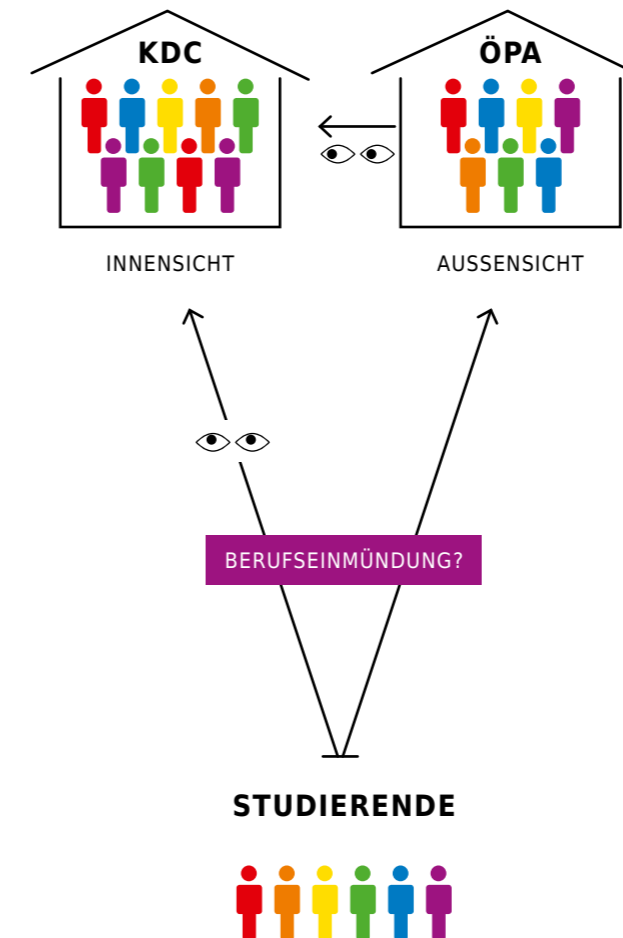 KDC
ÖPA
INNENSICHT
AUSSENSICHT
BERUFSEINMÜNDUNG?
STUDIERENDE